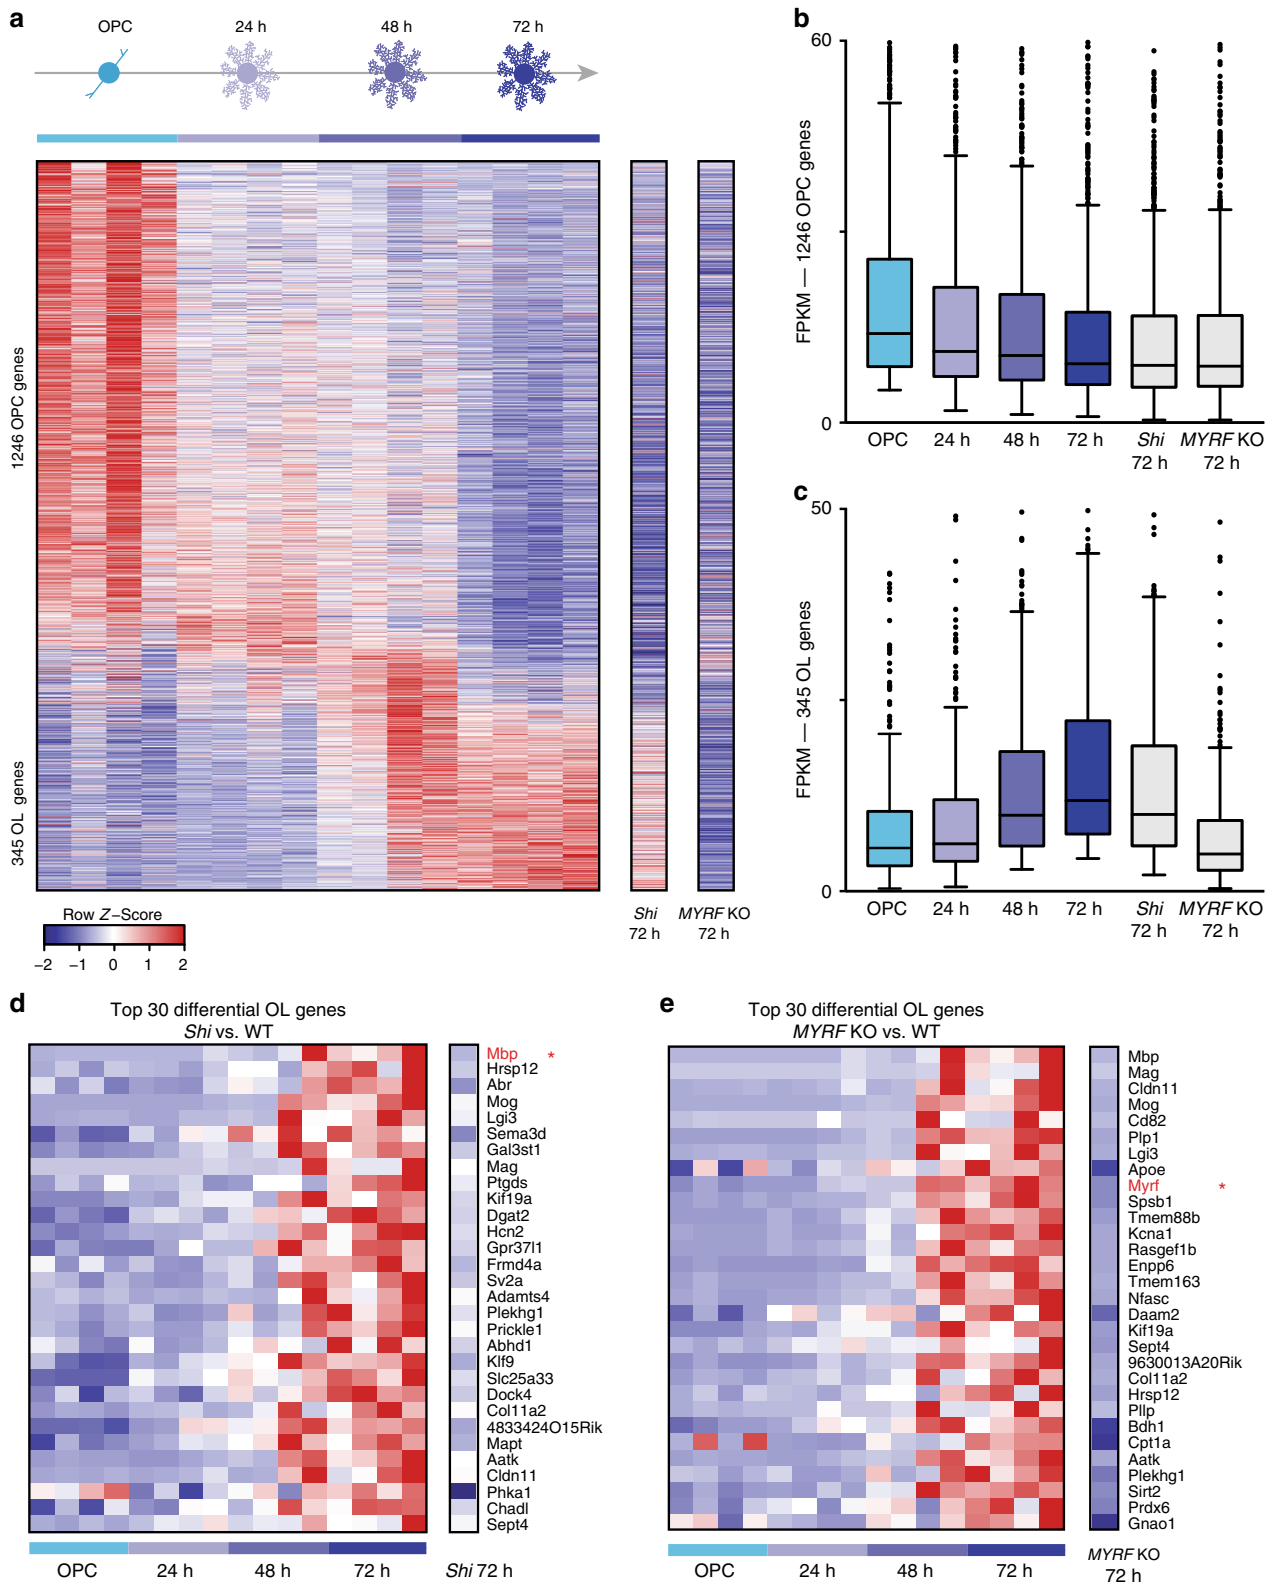 a
OPC
24 h
48 h
72 h
1246 OPC genes
345 OL genes
Shi
72 h
MYRF KO
72 h
Row Z–Score
–2
–1
0
1
2
b
FPKM — 1246 OPC genes
60
0
OPC
24 h
48 h
72 h
Shi
72 h
MYRF KO
72 h
c
FPKM — 345 OL genes
50
0
OPC
24 h
48 h
72 h
Shi
72 h
MYRF KO
72 h
d
Top 30 differential OL genes
Shi vs. WT
Mbp *
Hrsp12
Abr
Mog
Lgi3
Sema3d
Gal3st1
Mag
Ptgds
Kif19a
Dgat2
Hcn2
Gpr37l1
Frmd4a
Sv2a
Adamts4
Plekhg1
Prickle1
Abhd1
Klf9
Slc25a33
Dock4
Col11a2
4833424O15Rik
Mapt
Aatk
Cldn11
Phka1
Chadl
Sept4
OPC
24 h
48 h
72 h
Shi 72 h
e
Top 30 differential OL genes
MYRF KO vs. WT
Mbp
Mag
Cldn11
Mog
Cd82
Plp1
Lgi3
Apoe
Myrf *
Spsb1
Tmem88b
Kcna1
Rasgef1b
Enpp6
Tmem163
Nfasc
Daam2
Kif19a
Sept4
9630013A20Rik
Col11a2
Hrsp12
Pllp
Bdh1
Cpt1a
Aatk
Plekhg1
Sirt2
Prdx6
Gnao1
OPC
24 h
48 h
72 h
MYRF KO
72 h